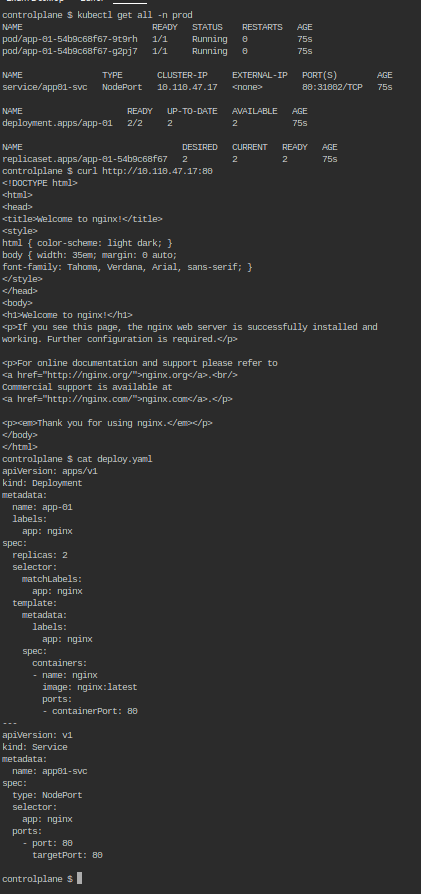 controlplane $ kubectl get all -n prod
NAME                          READY   STATUS    RESTARTS   AGE
pod/app-01-54b9c68f67-9t9rh   1/1     Running   0          75s
pod/app-01-54b9c68f67-g2pj7   1/1     Running   0          75s

NAME                TYPE       CLUSTER-IP     EXTERNAL-IP   PORT(S)        AGE
service/app01-svc   NodePort   10.110.47.17   <none>        80:31002/TCP   75s

NAME                     READY   UP-TO-DATE   AVAILABLE   AGE
deployment.apps/app-01   2/2     2            2           75s

NAME                                DESIRED   CURRENT   READY   AGE
replicaset.apps/app-01-54b9c68f67   2         2         2       75s
controlplane $ curl http://10.110.47.17:80
<!DOCTYPE html>
<html>
<head>
<title>Welcome to nginx!</title>
<style>
html { color-scheme: light dark; }
body { width: 35em; margin: 0 auto;
font-family: Tahoma, Verdana, Arial, sans-serif; }
</style>
</head>
<body>
<h1>Welcome to nginx!</h1>
<p>If you see this page, the nginx web server is successfully installed and
working. Further configuration is required.</p>

<p>For online documentation and support please refer to
<a href="http://nginx.org/">nginx.org</a>.<br/>
Commercial support is available at
<a href="http://nginx.com/">nginx.com</a>.</p>

<p><em>Thank you for using nginx.</em></p>
</body>
</html>
controlplane $ cat deploy.yaml
apiVersion: apps/v1
kind: Deployment
metadata:
  name: app-01
  labels:
    app: nginx
spec:
  replicas: 2
  selector:
    matchLabels:
      app: nginx
  template:
    metadata:
      labels:
        app: nginx
    spec:
      containers:
      - name: nginx
        image: nginx:latest
        ports:
        - containerPort: 80
---
apiVersion: v1
kind: Service
metadata:
  name: app01-svc
spec:
  type: NodePort
  selector:
    app: nginx
  ports:
    - port: 80
      targetPort: 80

controlplane $